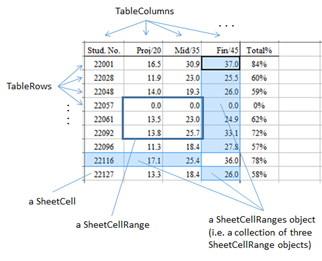 TableColumns
. . .
Stud. No. Proj/20 Mid/35 Fin/45 Total%
22001 16.5 30.9 37.0 84%
22028 11.9 23.0 25.5 60%
TableRows
22048 14.0 19.3 26.0 59%
22057 0.0 0.0 0.0 0%
22061 13.5 23.0 24.9 62%
22092 13.8 25.7 33.1 72%
22096 11.3 18.4 27.8 57%
22116 17.1 25.4 36.0 78%
22127 13.3 18.4 26.0 58%
a SheetCell
a SheetCellRange
a SheetCellRanges object
(i.e. a collection of three
SheetCellRange objects)